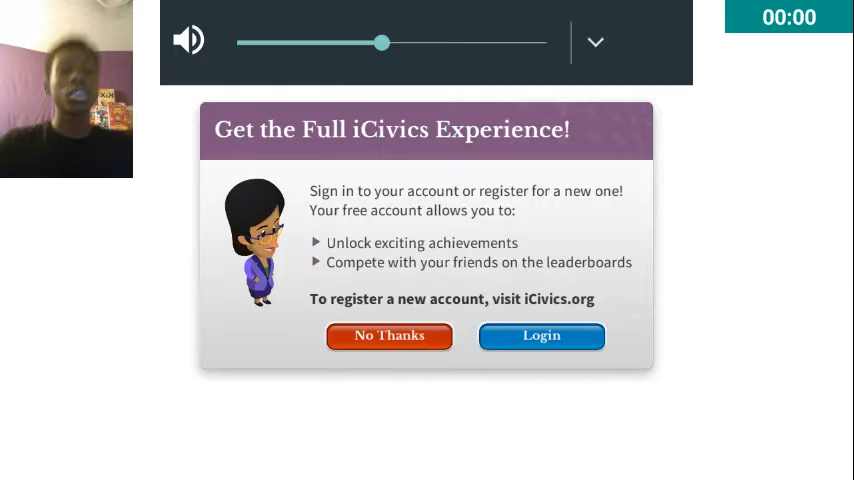 00:00
Get the Full iCivics Experience!
Sign in to your account or register for a new one!
Your free account allows you to:
Unlock exciting achievements
Compete with your friends on the leaderboards
To register a new account, visit iCivics.org
No Thanks
Login